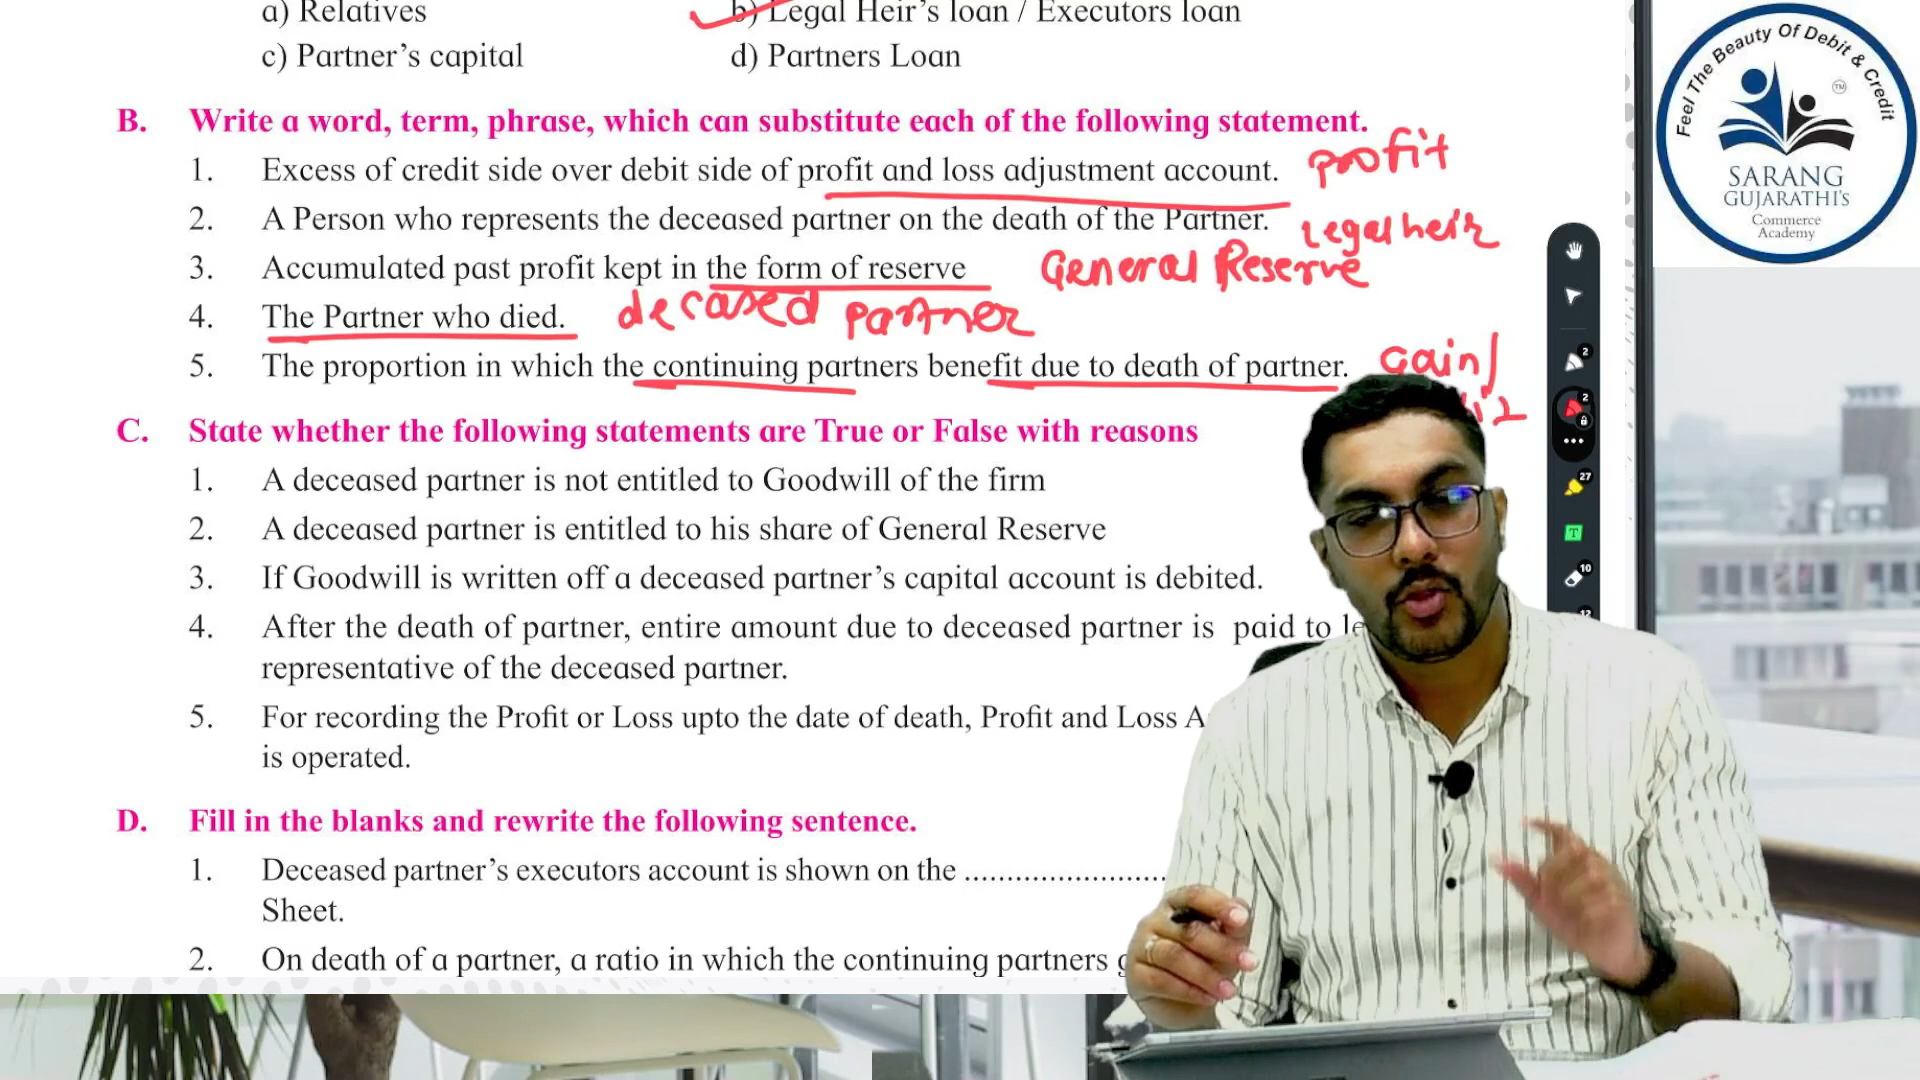 a) Relatives b) Legal Heir's loan / Executors loan
c) Partner's capital d) Partners Loan
B. Write a word, term, phrase, which can substitute each of the following statement.
1. Excess of credit side over debit side of profit and loss adjustment account. profit
2. A Person who represents the deceased partner on the death of the Partner. Legal heir
3. Accumulated past profit kept in the form of reserve General Reserve
4. The Partner who died. decased partner
5. The proportion in which the continuing partners benefit due to death of partner. Gain/
C. State whether the following statements are True or False with reasons
1. A deceased partner is not entitled to Goodwill of the firm
2. A deceased partner is entitled to his share of General Reserve
3. If Goodwill is written off a deceased partner's capital account is debited.
4. After the death of partner, entire amount due to deceased partner is paid to
representative of the deceased partner.
5. For recording the Profit or Loss upto the date of death, Profit and Loss
is operated.
D. Fill in the blanks and rewrite the following sentence.
1. Deceased partner's executors account is shown on the ........................
Sheet.
2. On death of a partner, a ratio in which the continuing partners
Feel The Beauty Of Debit & Credit
TM
SARANG
GUJARATHI'S
Commerce
Academy
2
2
27
T
10
12